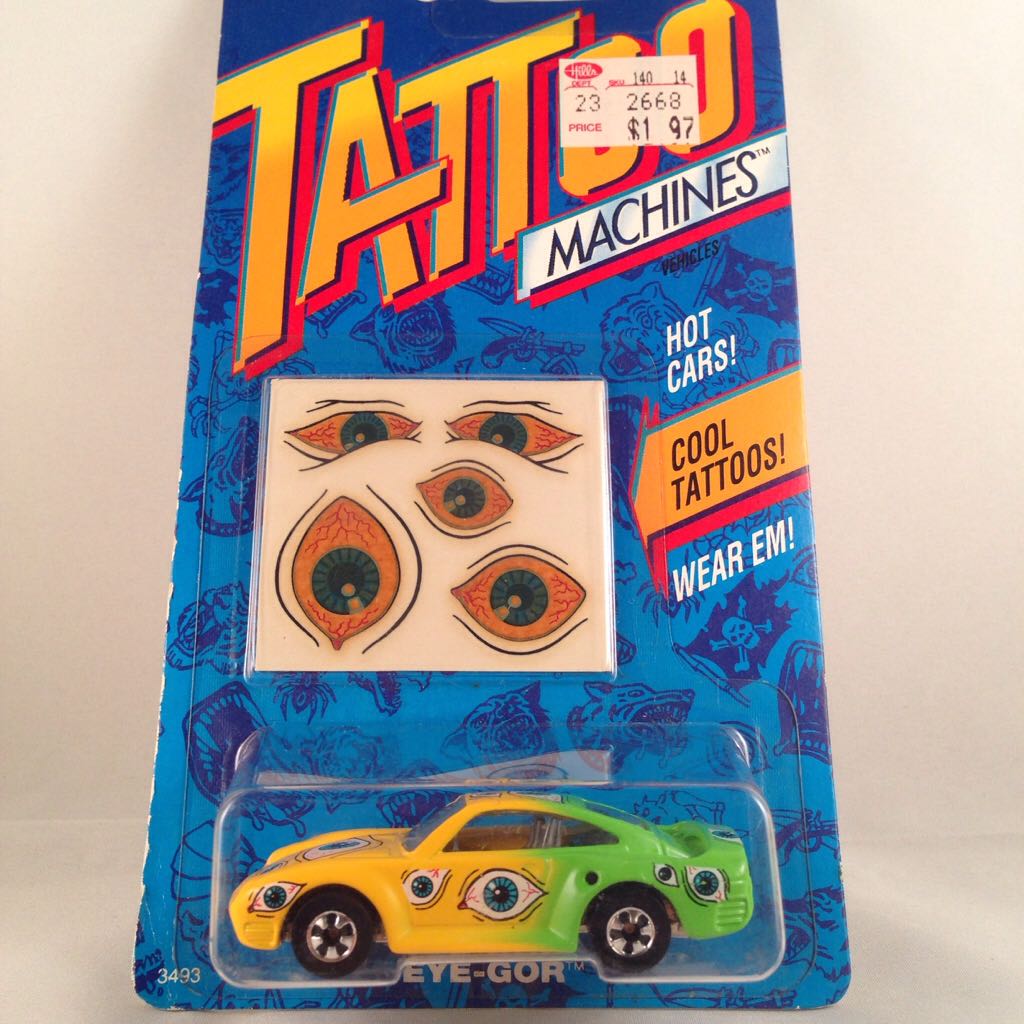 TATTOO
Hills
DEPT SKU 140 14
23 2668
PRICE $1 97
MACHINES™
VEHICLES
HOT
CARS!
COOL
TATTOOS!
WEAR EM!
3493
EYE-GOR™